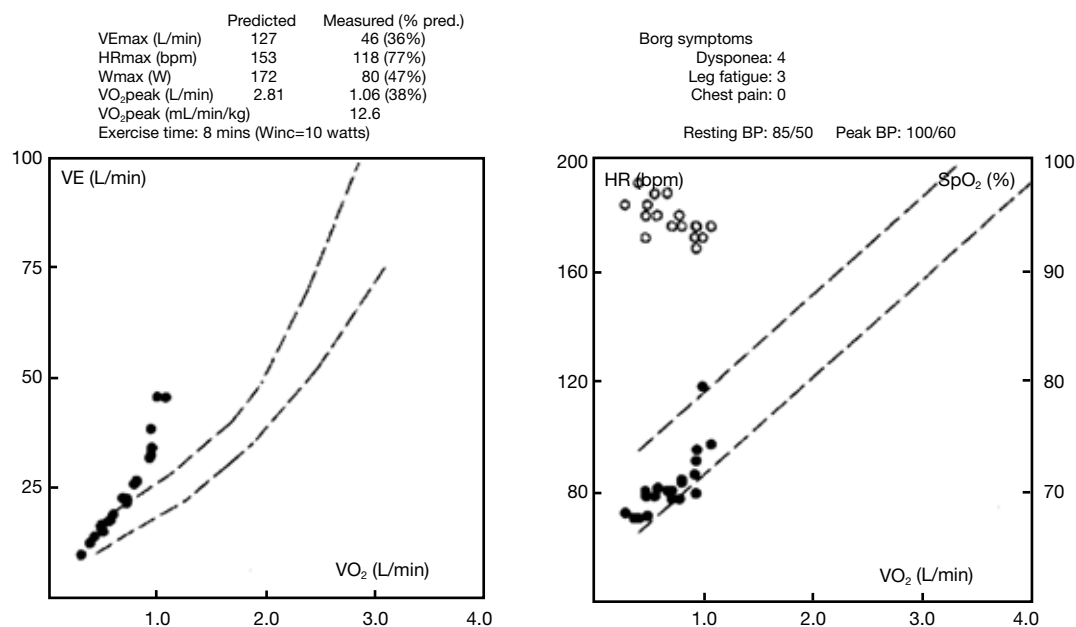 Predicted Measured (% pred.)
VEmax (L/min) 127 46 (36%)
HRmax (bpm) 153 118 (77%)
Wmax (W) 172 80 (47%)
VO₂peak (L/min) 2.81 1.06 (38%)
VO₂peak (mL/min/kg) 12.6
Exercise time: 8 mins (Winc=10 watts)
Borg symptoms
Dysponea: 4
Leg fatigue: 3
Chest pain: 0
Resting BP: 85/50 Peak BP: 100/60
100
VE (L/min)
75
50
25
VO₂ (L/min)
1.0 2.0 3.0 4.0
200 100
HR (bpm) SpO₂ (%)
160 90
120 80
80 70
VO₂ (L/min)
1.0 2.0 3.0 4.0